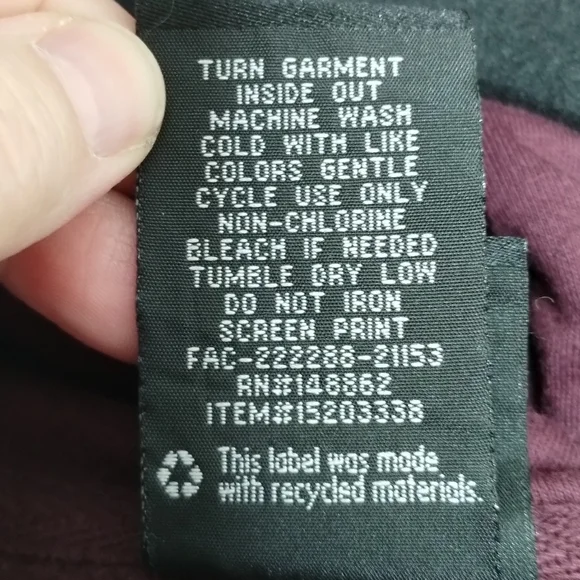 TURN GARMENT
INSIDE OUT
MACHINE WASH
COLD WITH LIKE
COLORS GENTLE
CYCLE USE ONLY
NON-CHLORINE
BLEACH IF NEEDED
TUMBLE DRY LOW
DO NOT IRON
SCREEN PRINT
FAC-222288-21153
RN#148862
ITEM#15203338
This label was made
with recycled materials.